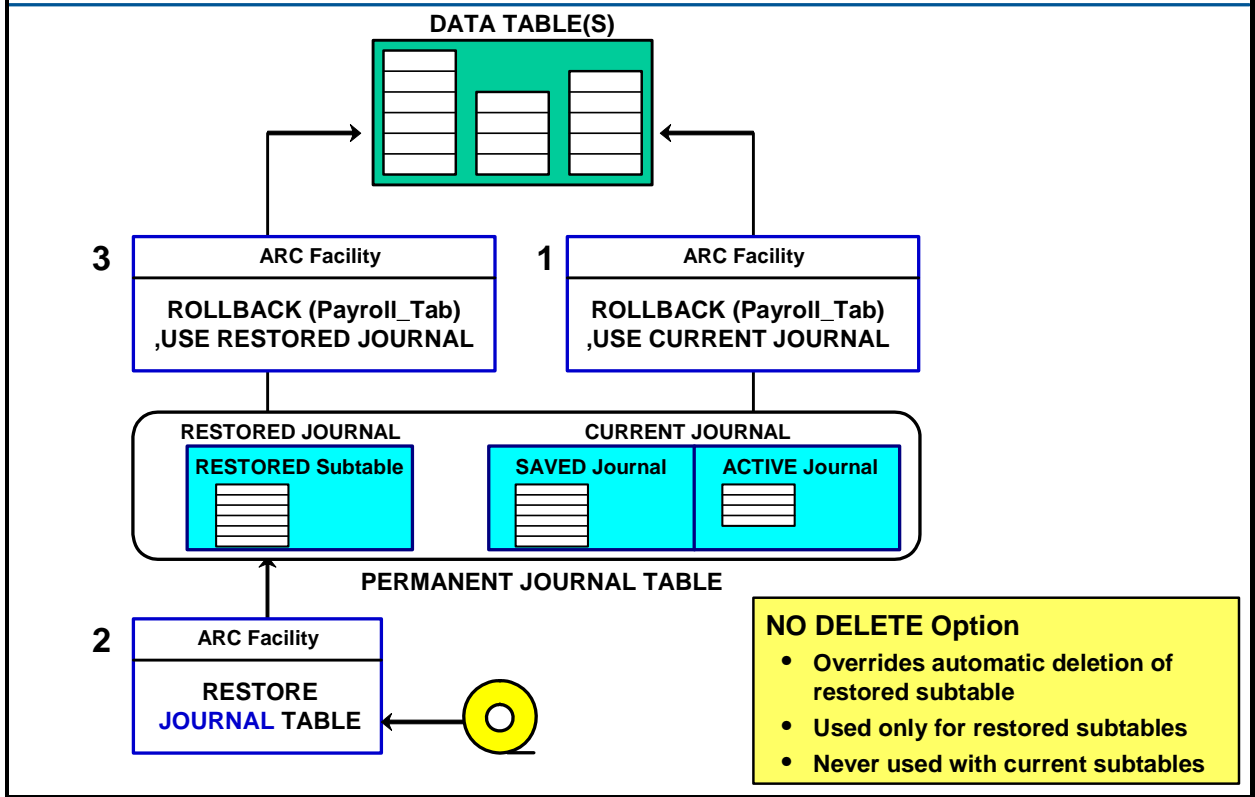 DATA TABLE(S)
3
ARC Facility
ROLLBACK (Payroll_Tab)
,USE RESTORED JOURNAL
1
ARC Facility
ROLLBACK (Payroll_Tab)
,USE CURRENT JOURNAL
RESTORED JOURNAL
RESTORED Subtable
CURRENT JOURNAL
SAVED Journal
ACTIVE Journal
PERMANENT JOURNAL TABLE
2
ARC Facility
RESTORE
JOURNAL TABLE
NO DELETE Option
• Overrides automatic deletion of
restored subtable
• Used only for restored subtables
• Never used with current subtables